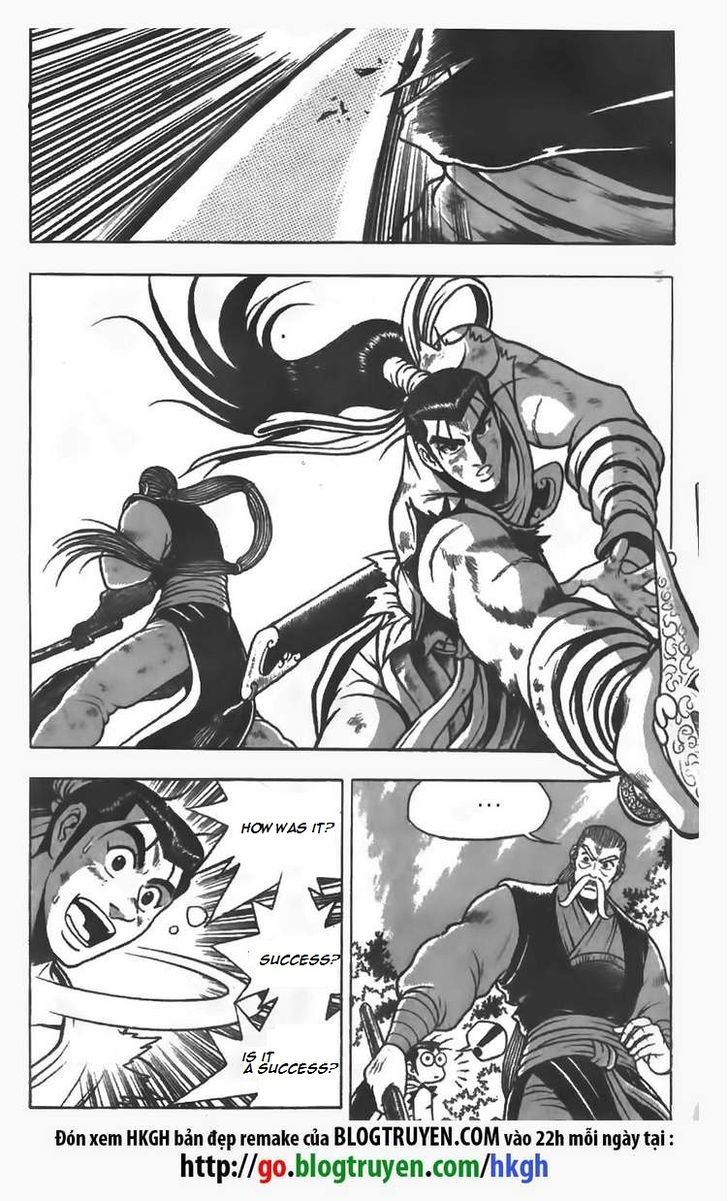 ...
HOW WAS IT?
SUCCESS?
IS IT
A SUCCESS?
!
Đón xem HKGH bản đẹp remake của BLOGTRUYEN.COM vào 22h mỗi ngày tại :
http://go.blogtruyen.com/hkgh